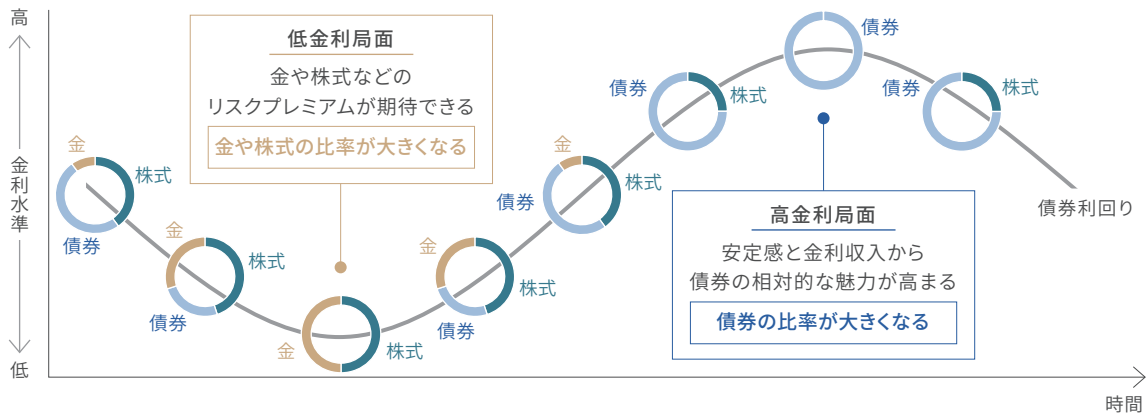 高
金利水準
低
低金利局面
金や株式などの
リスクプレミアムが期待できる
金や株式の比率が大きくなる
金
株式
債券
金
株式
債券
金
株式
金
株式
債券
金
株式
債券
債券
株式
債券
債券
株式
債券利回り
高金利局面
安定感と金利収入から
債券の相対的な魅力が高まる
債券の比率が大きくなる
時間